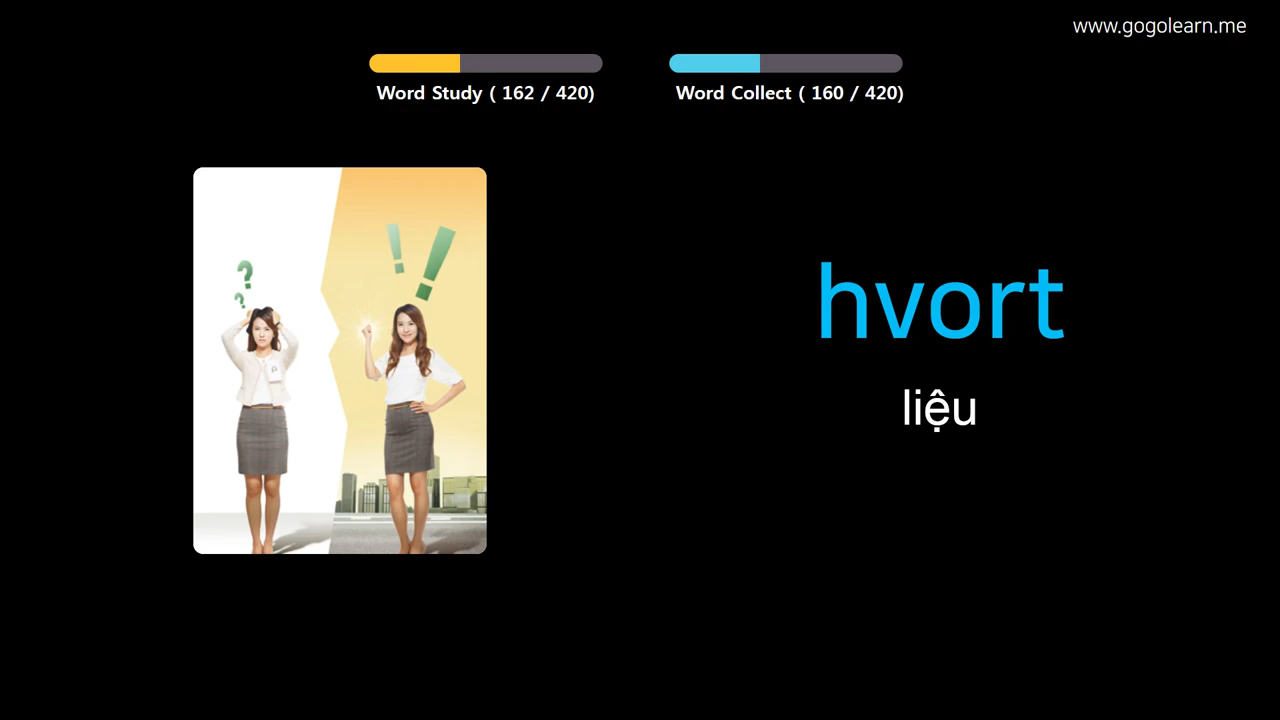 www.gogolearn.me
Word Study ( 162 / 420)
Word Collect ( 160 / 420)
? ?
! !
hvort
liệu